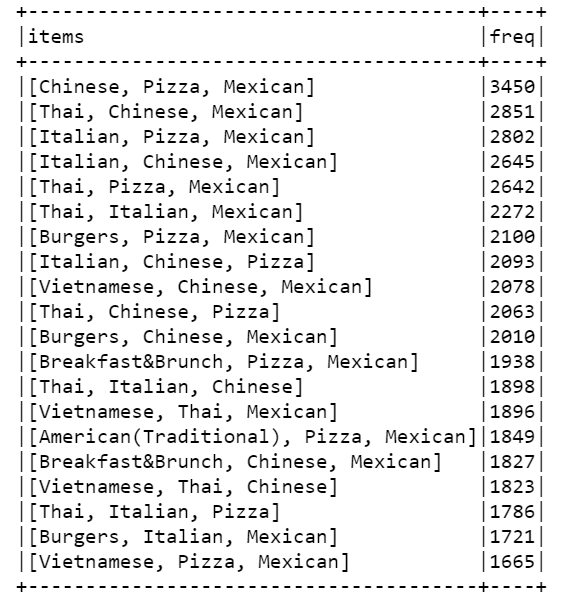 +---------------------------------------+----+
|items                                  |freq|
+---------------------------------------+----+
|[Chinese, Pizza, Mexican]              |3450|
|[Thai, Chinese, Mexican]               |2851|
|[Italian, Pizza, Mexican]              |2802|
|[Italian, Chinese, Mexican]            |2645|
|[Thai, Pizza, Mexican]                 |2642|
|[Thai, Italian, Mexican]               |2272|
|[Burgers, Pizza, Mexican]              |2100|
|[Italian, Chinese, Pizza]              |2093|
|[Vietnamese, Chinese, Mexican]         |2078|
|[Thai, Chinese, Pizza]                 |2063|
|[Burgers, Chinese, Mexican]            |2010|
|[Breakfast&Brunch, Pizza, Mexican]     |1938|
|[Thai, Italian, Chinese]               |1898|
|[Vietnamese, Thai, Mexican]            |1896|
|[American(Traditional), Pizza, Mexican]|1849|
|[Breakfast&Brunch, Chinese, Mexican]   |1827|
|[Vietnamese, Thai, Chinese]            |1823|
|[Thai, Italian, Pizza]                 |1786|
|[Burgers, Italian, Mexican]            |1721|
|[Vietnamese, Pizza, Mexican]           |1665|
+---------------------------------------+----+